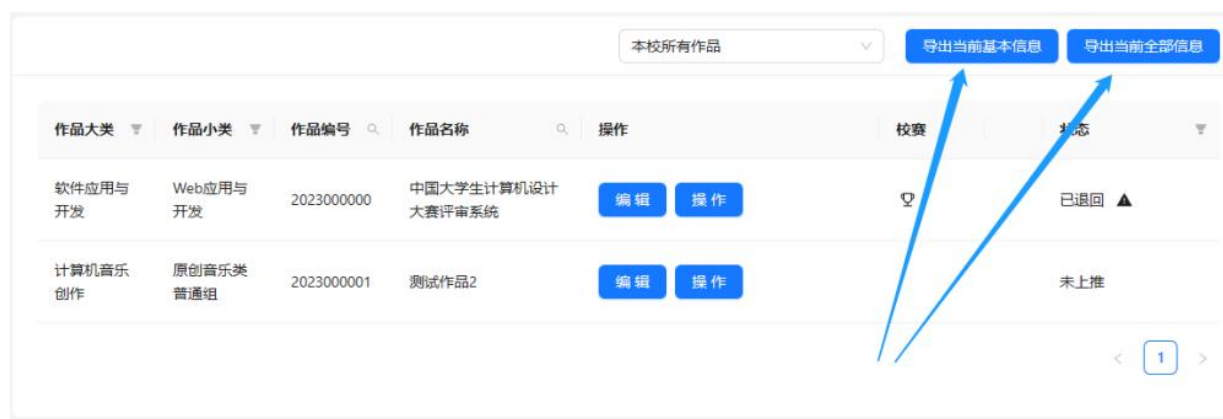 本校所有作品 导出当前基本信息 导出当前全部信息
作品大类 作品小类 作品编号 作品名称 操作 校赛 状态
软件应用与 Web应用与 2023000000 中国大学生计算机设计 编辑 操作 已退回
开发 开发 大赛评审系统
计算机音乐 原创音乐类 2023000001 测试作品2 编辑 操作 未上推
创作 普通组
< 1 >